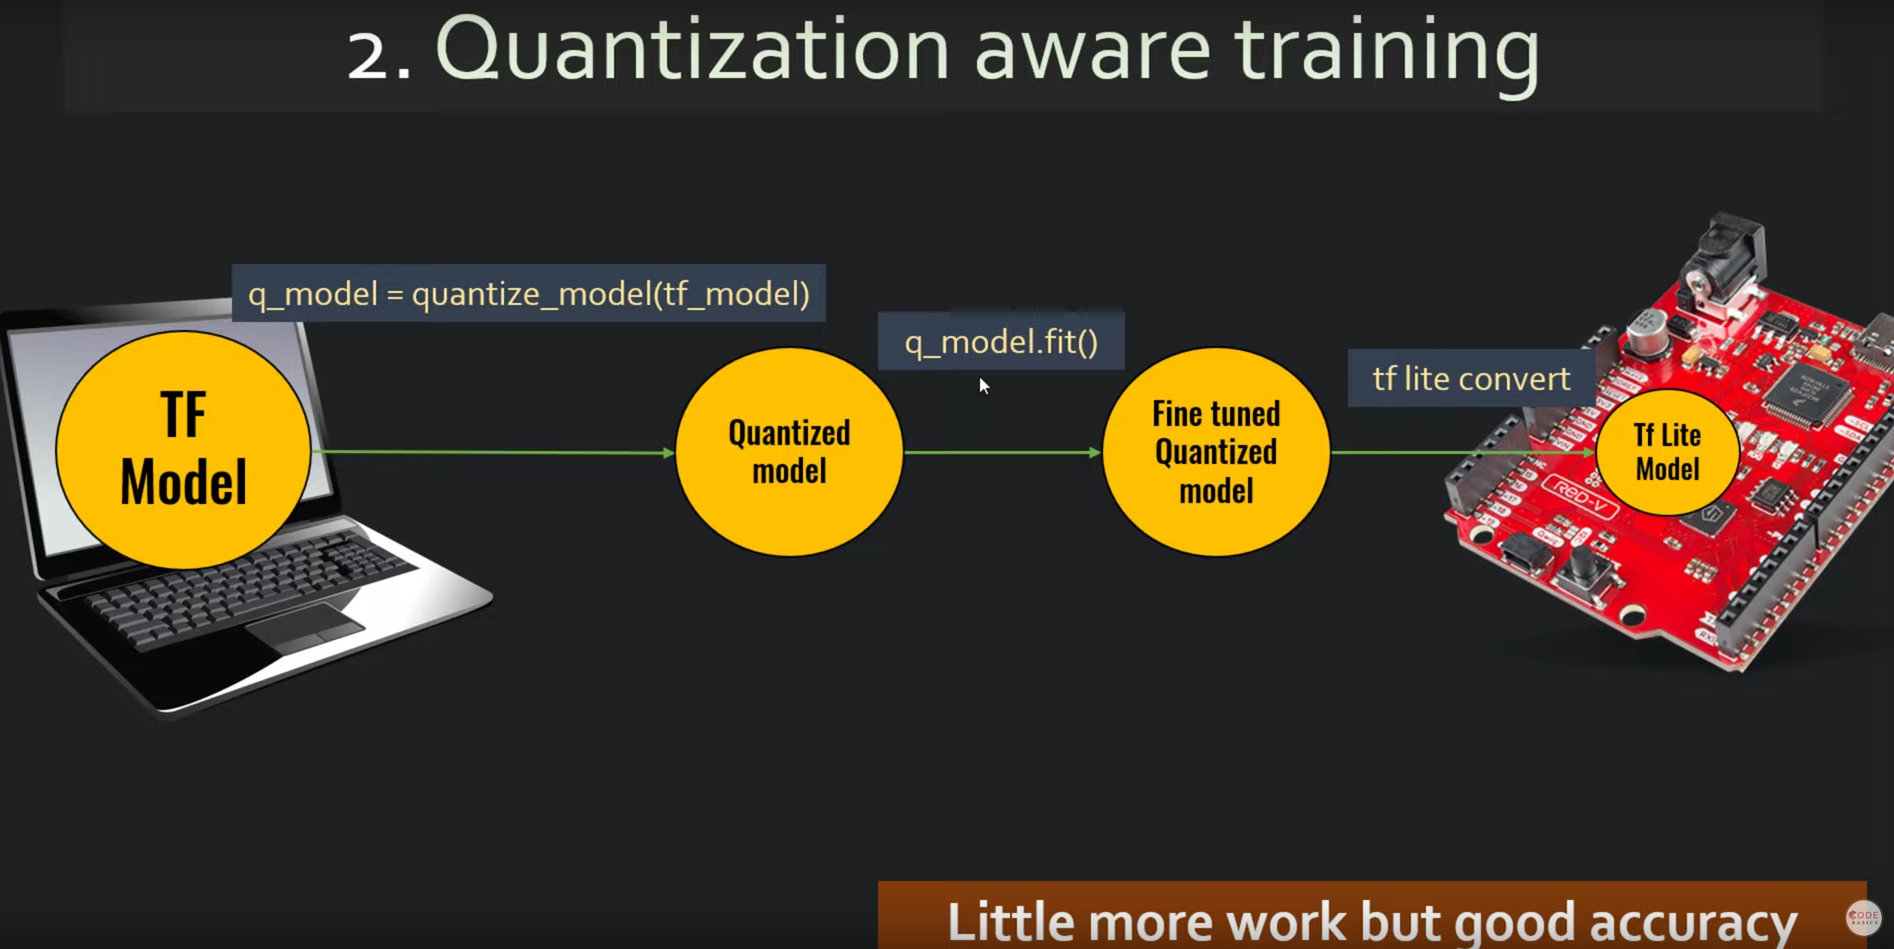 2. Quantization aware training
q_model = quantize_model(tf_model)
q_model.fit()
tf lite convert
TF
Model
Quantized
model
Fine tuned
Quantized
model
Tf Lite
Model
RED-V
Little more work but good accuracy
CODE
BASICS